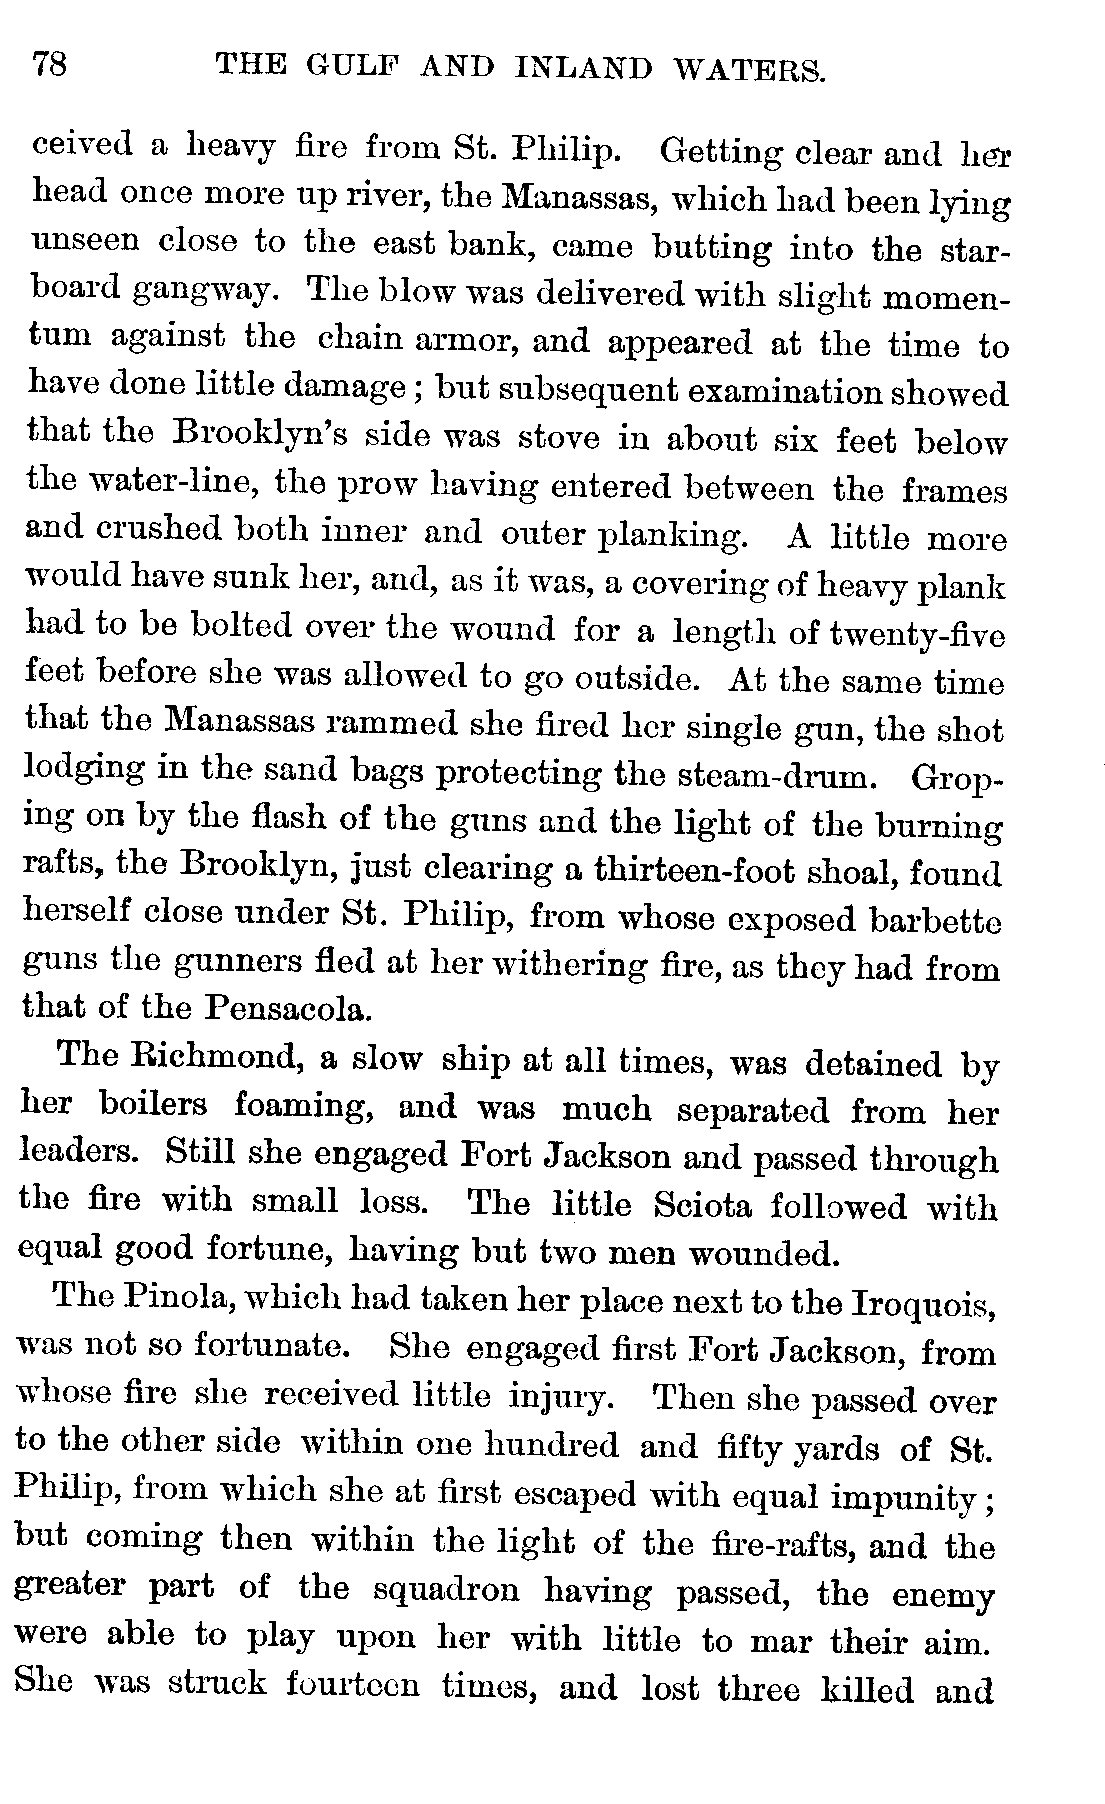 78 THE GULF AND INLAND WATERS.
ceived a heavy fire from St. Philip. Getting clear and her
head once more up river, the Manassas, which had been lying
unseen close to the east bank, came butting into the star-
board gangway. The blow was delivered with slight momen-
tum against the chain armor, and appeared at the time to
have done little damage ; but subsequent examination showed
that the Brooklyn's side was stove in about six feet below
the water-line, the prow having entered between the frames
and crushed both inner and outer planking. A little more
would have sunk her, and, as it was, a covering of heavy plank
had to be bolted over the wound for a length of twenty-five
feet before she was allowed to go outside. At the same time
that the Manassas rammed she fired her single gun, the shot
lodging in the sand bags protecting the steam-drum. Grop-
ing on by the flash of the guns and the light of the burning
rafts, the Brooklyn, just clearing a thirteen-foot shoal, found
herself close under St. Philip, from whose exposed barbette
guns the gunners fled at her withering fire, as they had from
that of the Pensacola.
The Richmond, a slow ship at all times, was detained by
her boilers foaming, and was much separated from her
leaders. Still she engaged Fort Jackson and passed through
the fire with small loss. The little Sciota followed with
equal good fortune, having but two men wounded.
The Pinola, which had taken her place next to the Iroquois,
was not so fortunate. She engaged first Fort Jackson, from
whose fire she received little injury. Then she passed over
to the other side within one hundred and fifty yards of St.
Philip, from which she at first escaped with equal impunity ;
but coming then within the light of the fire-rafts, and the
greater part of the squadron having passed, the enemy
were able to play upon her with little to mar their aim.
She was struck fourteen times, and lost three killed and